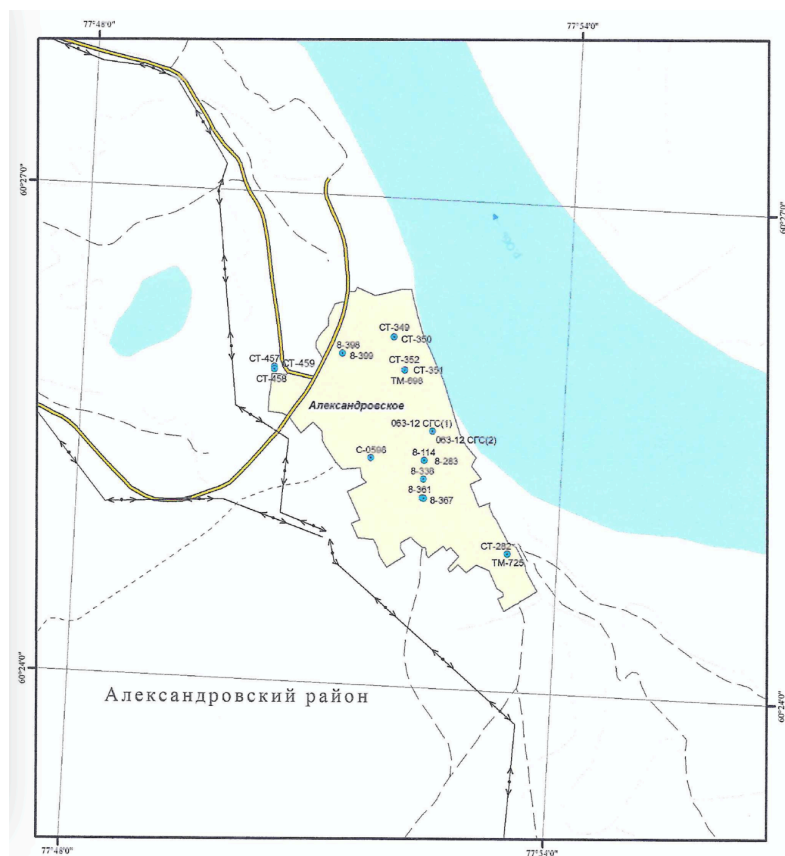 77°48'0"
77°54'0"
60°27'0"
60°27'0"
р.Обь
СТ-349
СТ-350
8-398
8-399
СТ-457
СТ-459
СТ-458
СТ-352
СТ-351
ТМ-698
Александровское
063-12 СГС(1)
063-12 СГС(2)
С-0596
8-114
8-283
8-338
8-361
8-367
СТ-282
ТМ-725
60°24'0"
Александровский район
60°24'0"
77°48'0"
77°54'0"